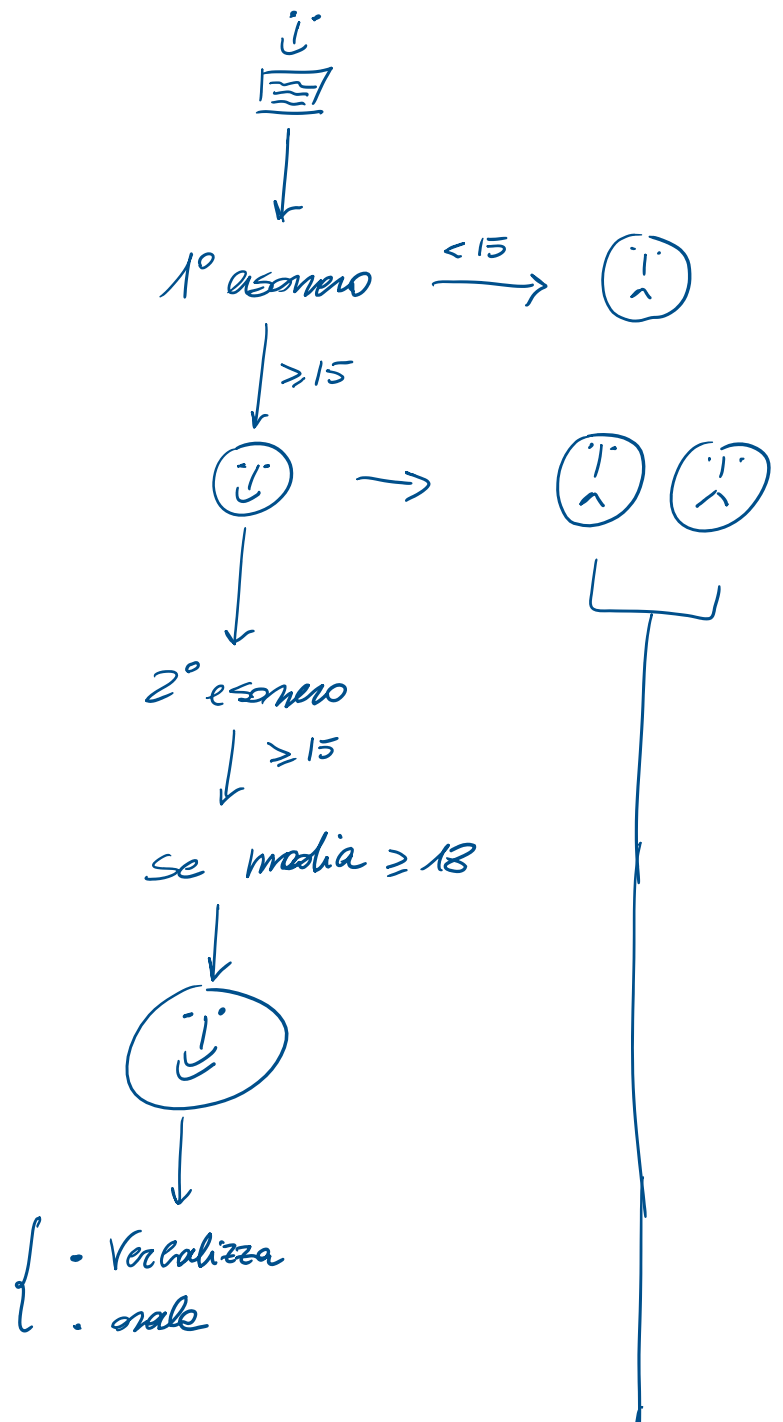 1° esonero
< 15
≥ 15
2° esonero
≥ 15
se media ≥ 18
• Verbalizza
• orale